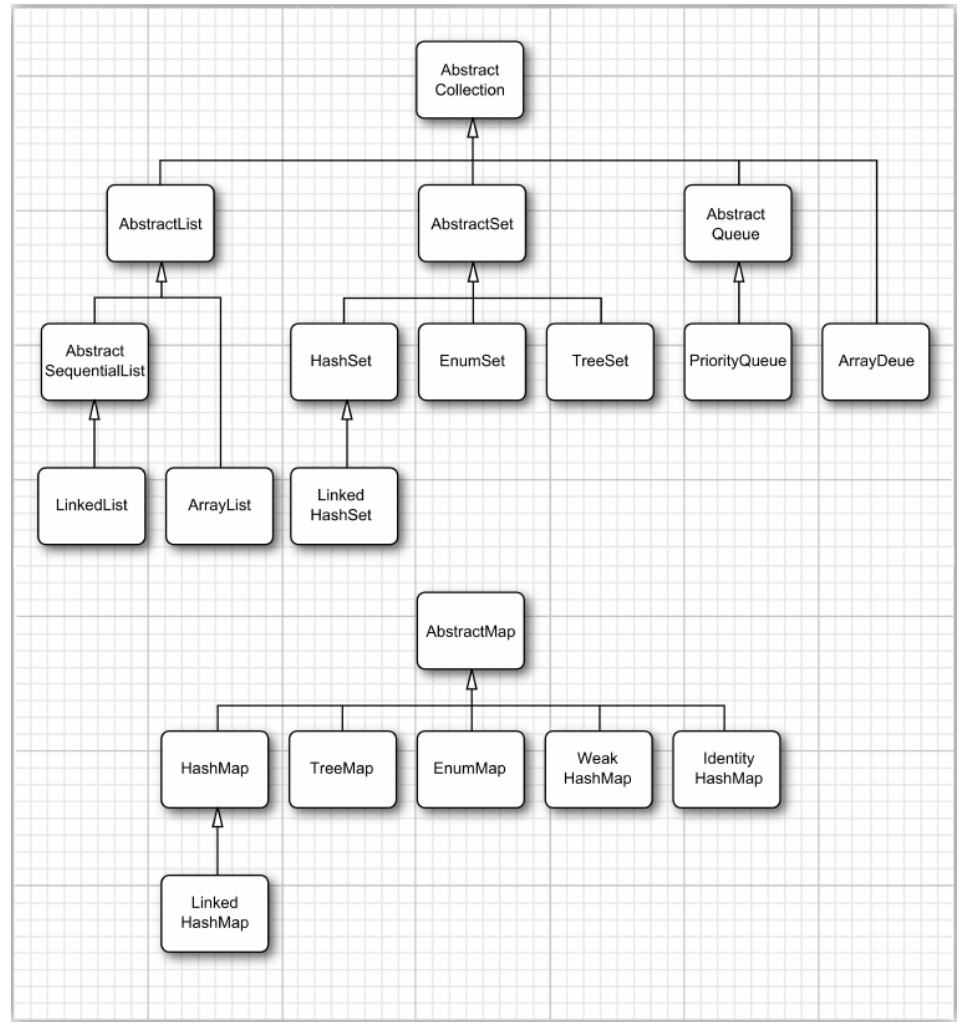 Abstract
Collection
AbstractList
AbstractSet
Abstract
Queue
Abstract
SequentialList
HashSet
EnumSet
TreeSet
PriorityQueue
ArrayDeue
LinkedList
ArrayList
Linked
HashSet
AbstractMap
HashMap
TreeMap
EnumMap
Weak
HashMap
Identity
HashMap
Linked
HashMap